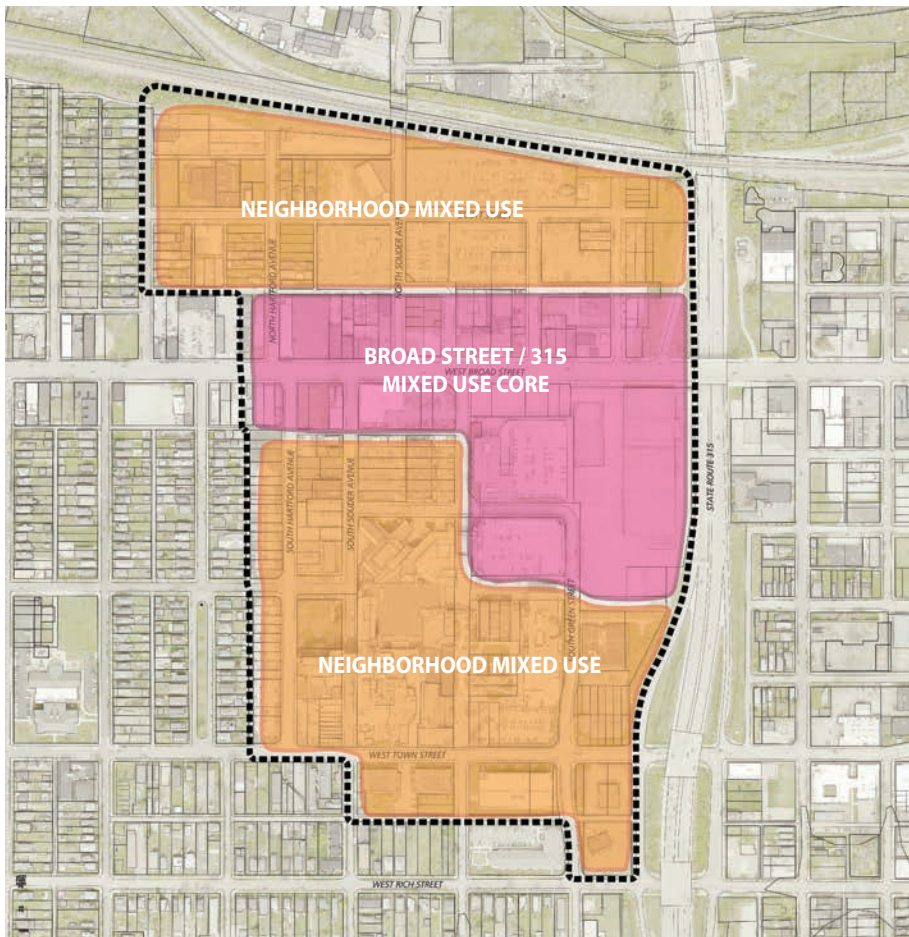 NEIGHBORHOOD MIXED USE
NORTH HARTFORD AVENUE
NORTH SOUDER AVENUE
BROAD STREET / 315
MIXED USE CORE
WEST BROAD STREET
STATE ROUTE 315
SOUTH HARTFORD AVENUE
SOUTH SOUDER AVENUE
SOUTH GREEN STREET
NEIGHBORHOOD MIXED USE
WEST TOWN STREET
WEST RICH STREET